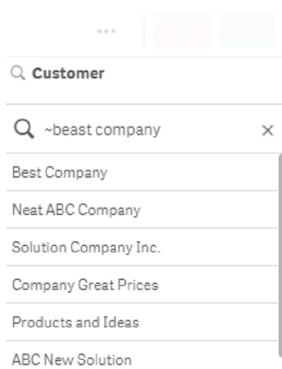 Customer
~beast company
Best Company
Neat ABC Company
Solution Company Inc.
Company Great Prices
Products and Ideas
ABC New Solution